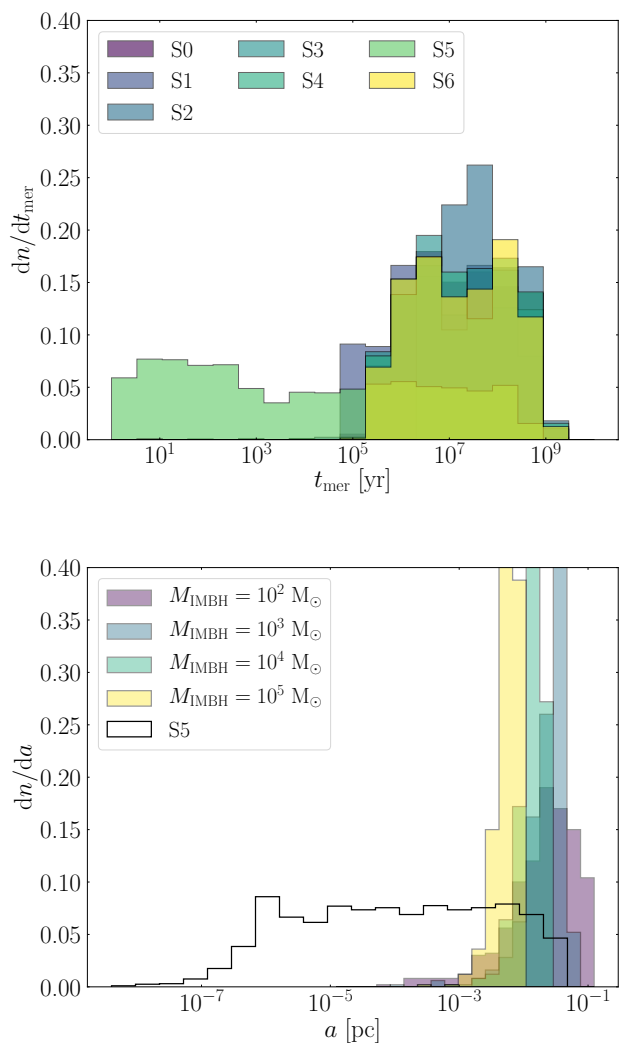 0.40
0.35
0.30
0.25
0.20
0.15
0.10
0.05
0.00
dn/dt_mer
S0 S3 S5
S1 S4 S6
S2
10^1 10^3 10^5 10^7 10^9
t_mer [yr]
0.40
0.35
0.30
0.25
0.20
0.15
0.10
0.05
0.00
dn/da
M_IMBH = 10^2 M_⊙
M_IMBH = 10^3 M_⊙
M_IMBH = 10^4 M_⊙
M_IMBH = 10^5 M_⊙
S5
10^−7 10^−5 10^−3 10^−1
a [pc]